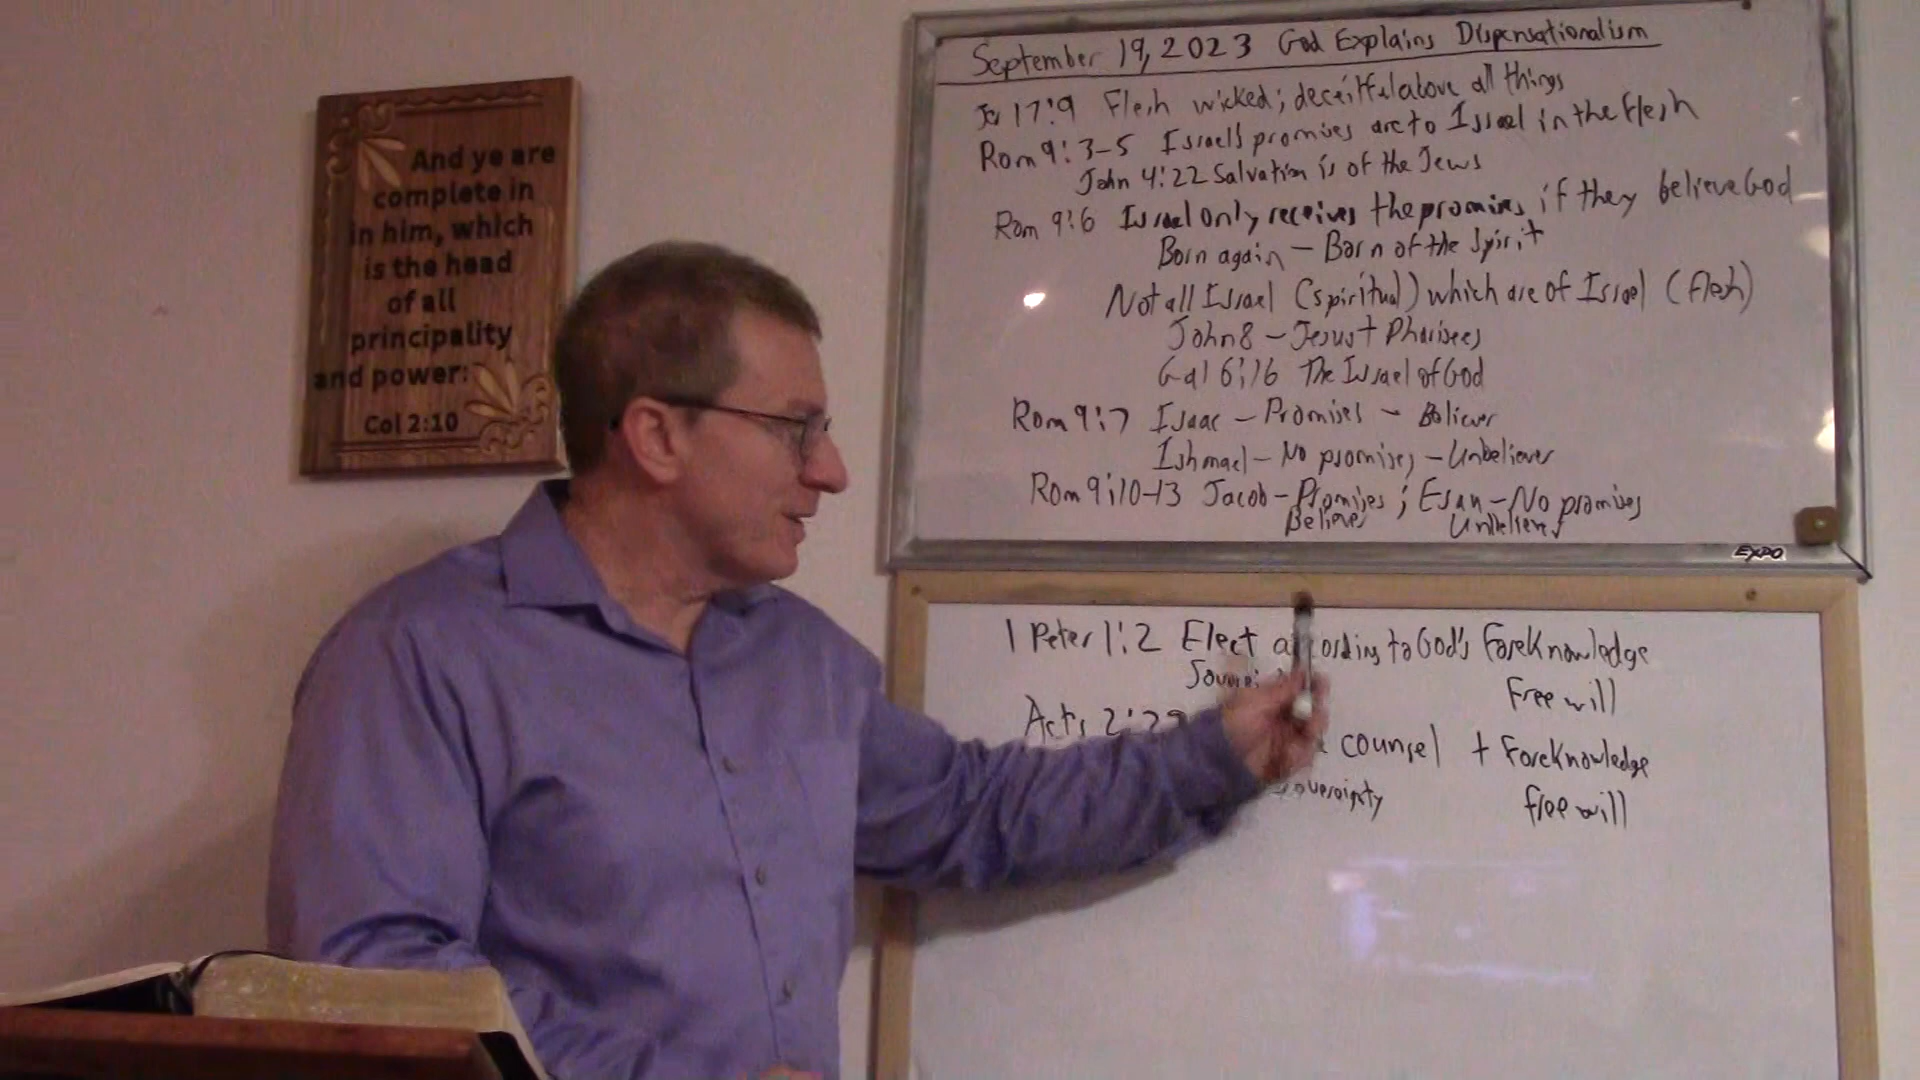 And ye are
complete in
in him, which
is the head
of all
principality
and power:
Col 2:10
September 19, 2023 God Explains Dispensationalism
Jer 17:9 Flesh wicked; deceitful above all things
Rom 9:3-5 Israel's promises are to Israel in the flesh
John 4:22 Salvation is of the Jews
Rom 9:6 Israel only receives the promises if they believe God
Born again - Born of the Spirit
Not all Israel (spiritual) which are of Israel (flesh)
John 8 - Jesus + Pharisees
Gal 6:16 The Israel of God
Rom 9:7 Isaac - Promises - Believer
Ishmael - No promises - Unbeliever
Rom 9:10-13 Jacob - Promises ; Esau - No promises
Believer Unbeliever
EXPO
1 Peter 1:2 Elect according to God's Foreknowledge
Free will
Acts 2:23 counsel + Foreknowledge
sovereignty free will